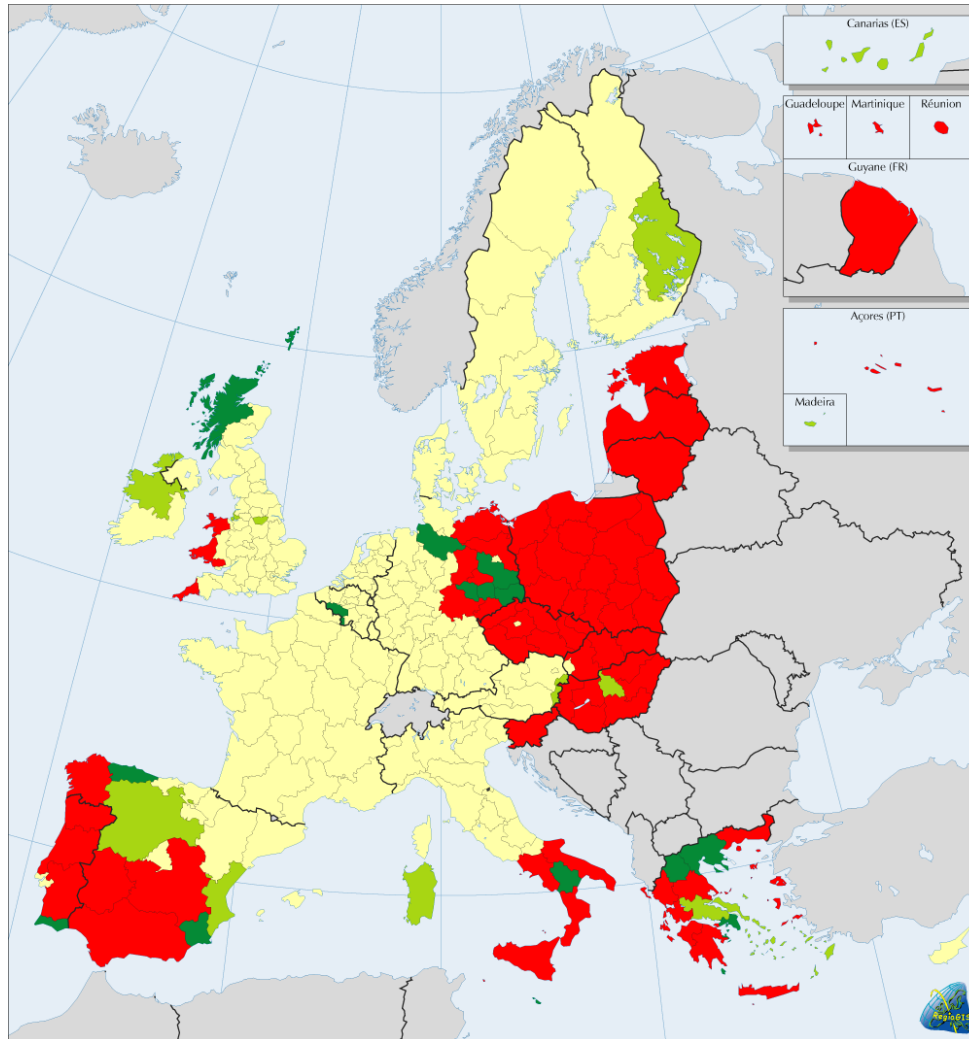 Canarias (ES)
Guadeloupe
Martinique
Réunion
Guyane (FR)
Açores (PT)
Madeira
RegioGIS